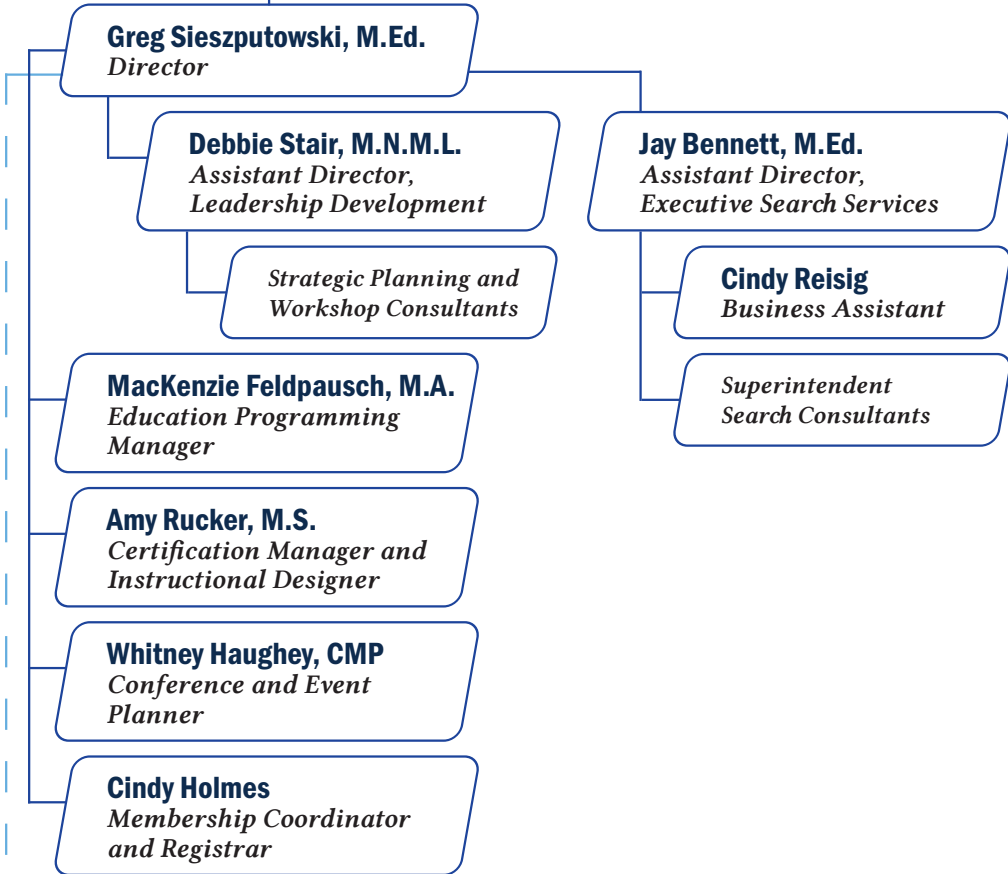 Greg Sieszputowski, M.Ed.
Director
Debbie Stair, M.N.M.L.
Assistant Director,
Leadership Development
Strategic Planning and
Workshop Consultants
Jay Bennett, M.Ed.
Assistant Director,
Executive Search Services
Cindy Reisig
Business Assistant
Superintendent
Search Consultants
MacKenzie Feldpausch, M.A.
Education Programming
Manager
Amy Rucker, M.S.
Certification Manager and
Instructional Designer
Whitney Haughey, CMP
Conference and Event
Planner
Cindy Holmes
Membership Coordinator
and Registrar